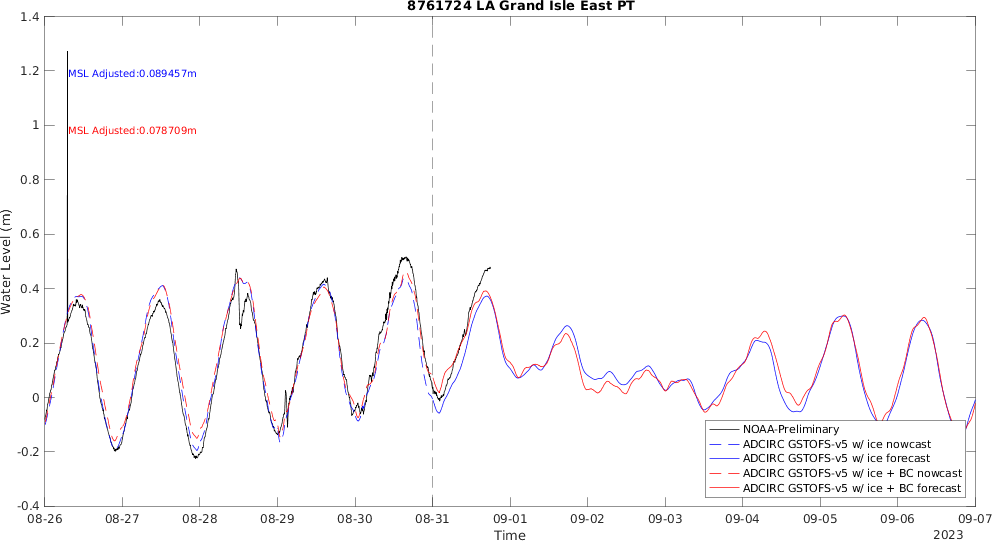 8761724 LA Grand Isle East PT
1.4
1.2
1
0.8
0.6
0.4
0.2
0
-0.2
-0.4
Water Level (m)
MSL Adjusted:0.089457m
MSL Adjusted:0.078709m
NOAA-Preliminary
ADCIRC GSTOFS-v5 w/ ice nowcast
ADCIRC GSTOFS-v5 w/ ice forecast
ADCIRC GSTOFS-v5 w/ ice + BC nowcast
ADCIRC GSTOFS-v5 w/ ice + BC forecast
08-26 08-27 08-28 08-29 08-30 08-31 09-01 09-02 09-03 09-04 09-05 09-06 09-07
Time
2023